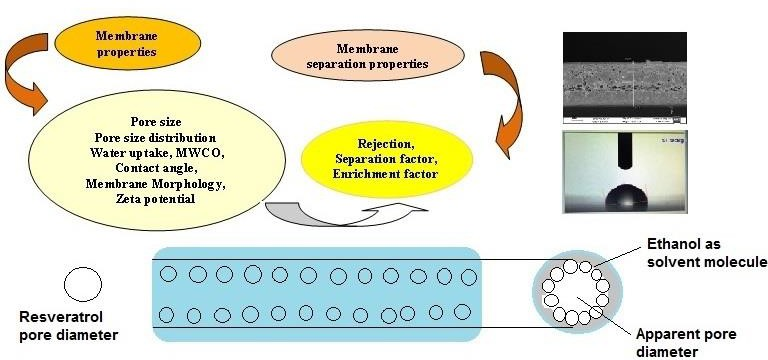 Membrane
properties
Membrane
separation properties
Pore size
Pore size distribution
Water uptake, MWCO,
Contact angle,
Membrane Morphology,
Zeta potential
Rejection,
Separation factor,
Enrichment factor
Resveratrol
pore diameter
Ethanol as
solvent molecule
Apparent pore
diameter